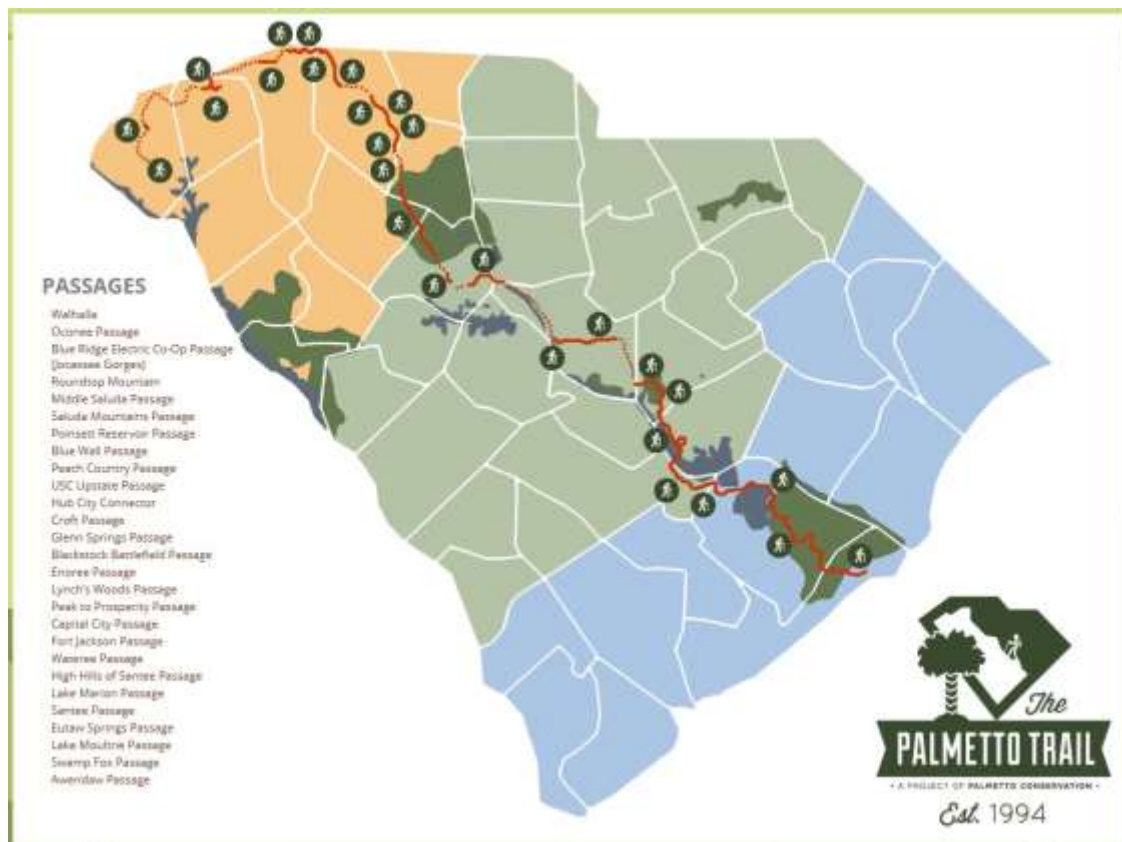 PASSAGES
Walhalla
Oconee Passage
Blue Ridge Electric Co-Op Passage
(Jocassee Gorges)
Roundtop Mountain
Middle Saluda Passage
Saluda Mountains Passage
Poinsett Reservoir Passage
Blue Wall Passage
Peach Country Passage
USC Upstate Passage
Hub City Connector
Croft Passage
Glenn Springs Passage
Blackstock Battlefield Passage
Enoree Passage
Lynch's Woods Passage
Peak to Prosperity Passage
Capital City Passage
Fort Jackson Passage
Wateree Passage
High Hills of Santee Passage
Lake Marion Passage
Santee Passage
Eutaw Springs Passage
Lake Moultrie Passage
Swamp Fox Passage
Awendaw Passage
The
PALMETTO TRAIL
• A PROJECT OF PALMETTO CONSERVATION •
Est. 1994